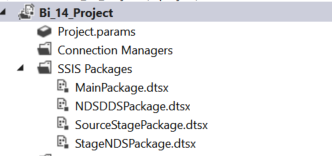 Bi_14_Project
Project.params
Connection Managers
SSIS Packages
MainPackage.dtsx
NDSDDSPackage.dtsx
SourceStagePackage.dtsx
StageNDSPackage.dtsx